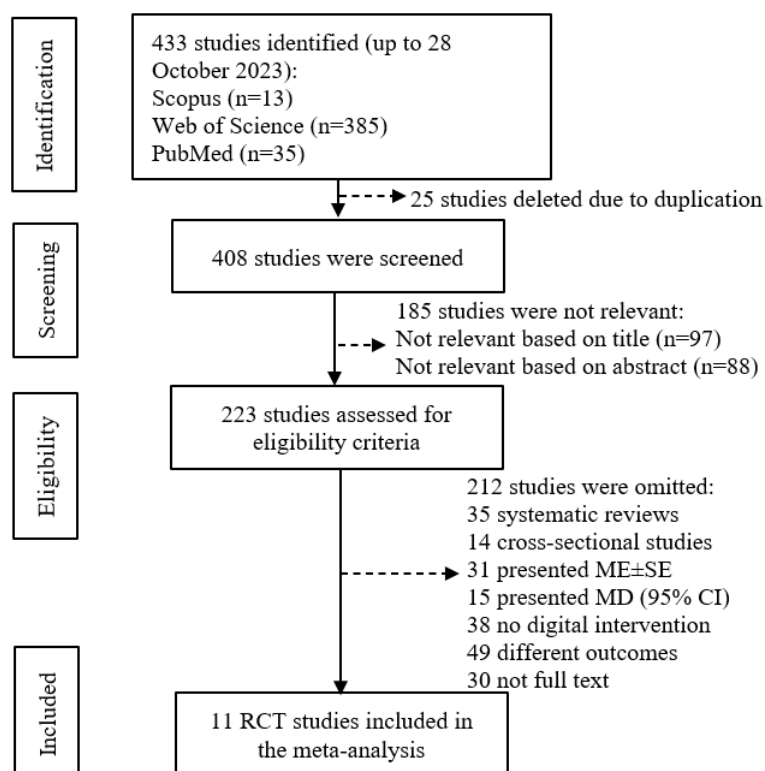 Identification
433 studies identified (up to 28
October 2023):
Scopus (n=13)
Web of Science (n=385)
PubMed (n=35)
25 studies deleted due to duplication
Screening
408 studies were screened
185 studies were not relevant:
Not relevant based on title (n=97)
Not relevant based on abstract (n=88)
Eligibility
223 studies assessed for
eligibility criteria
212 studies were omitted:
35 systematic reviews
14 cross-sectional studies
31 presented ME±SE
15 presented MD (95% CI)
38 no digital intervention
49 different outcomes
30 not full text
Included
11 RCT studies included in
the meta-analysis